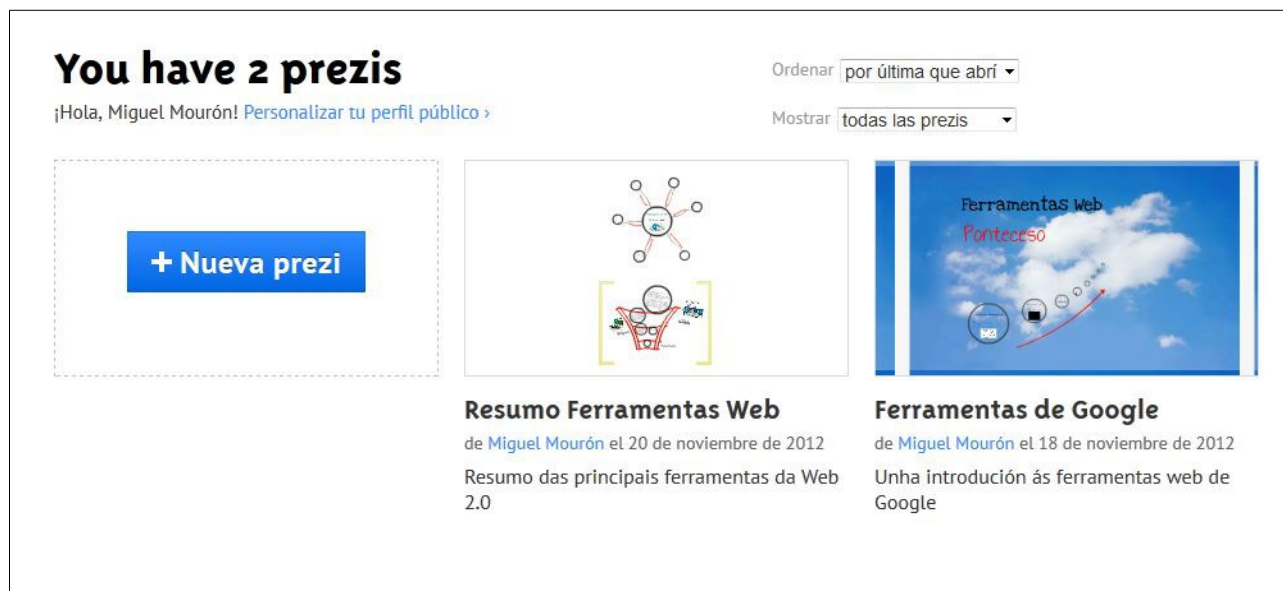 You have 2 prezis
¡Hola, Miguel Mourón! Personalizar tu perfil público ›
Ordenar por última que abrí
Mostrar todas las prezis
+ Nueva prezi
Ferramentas Web
Ponteceso
Resumo Ferramentas Web
de Miguel Mourón el 20 de noviembre de 2012
Resumo das principais ferramentas da Web
2.0
Ferramentas de Google
de Miguel Mourón el 18 de noviembre de 2012
Unha introdución ás ferramentas web de
Google